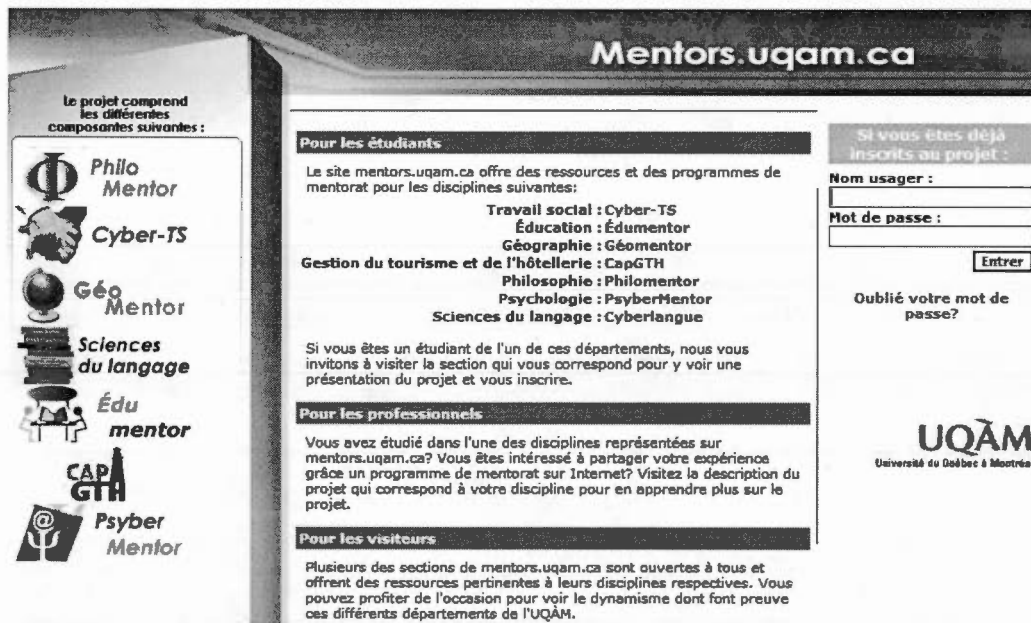 Mentors.uqam.ca
Le projet comprend
les différentes
composantes suivantes :
Φ Philo
Mentor
Cyber-TS
Géo
Mentor
Sciences
du langage
Édu
mentor
CAP
GTH
@
Ψ
Psyber
Mentor
Pour les étudiants
Le site mentors.uqam.ca offre des ressources et des programmes de
mentorat pour les disciplines suivantes:
Travail social : Cyber-TS
Éducation : Édumentor
Géographie : Géomentor
Gestion du tourisme et de l'hôtellerie : CapGTH
Philosophie : Philomentor
Psychologie : PsyberMentor
Sciences du langage : Cyberlangue
Si vous êtes un étudiant de l'un de ces départements, nous vous
invitons à visiter la section qui vous correspond pour y voir une
présentation du projet et vous inscrire.
Pour les professionnels
Vous avez étudié dans l'une des disciplines représentées sur
mentors.uqam.ca? Vous êtes intéressé à partager votre expérience
grâce un programme de mentorat sur Internet? Visitez la description du
projet qui correspond à votre discipline pour en apprendre plus sur le
projet.
Pour les visiteurs
Plusieurs des sections de mentors.uqam.ca sont ouvertes à tous et
offrent des ressources pertinentes à leurs disciplines respectives. Vous
pouvez profiter de l'occasion pour voir le dynamisme dont font preuve
ces différents départements de l'UQÀM.
Si vous êtes déjà
inscrits au projet :
Nom usager :
Mot de passe :
Entrer
Oublié votre mot de
passe?
UQÀM
Université du Québec à Montréal